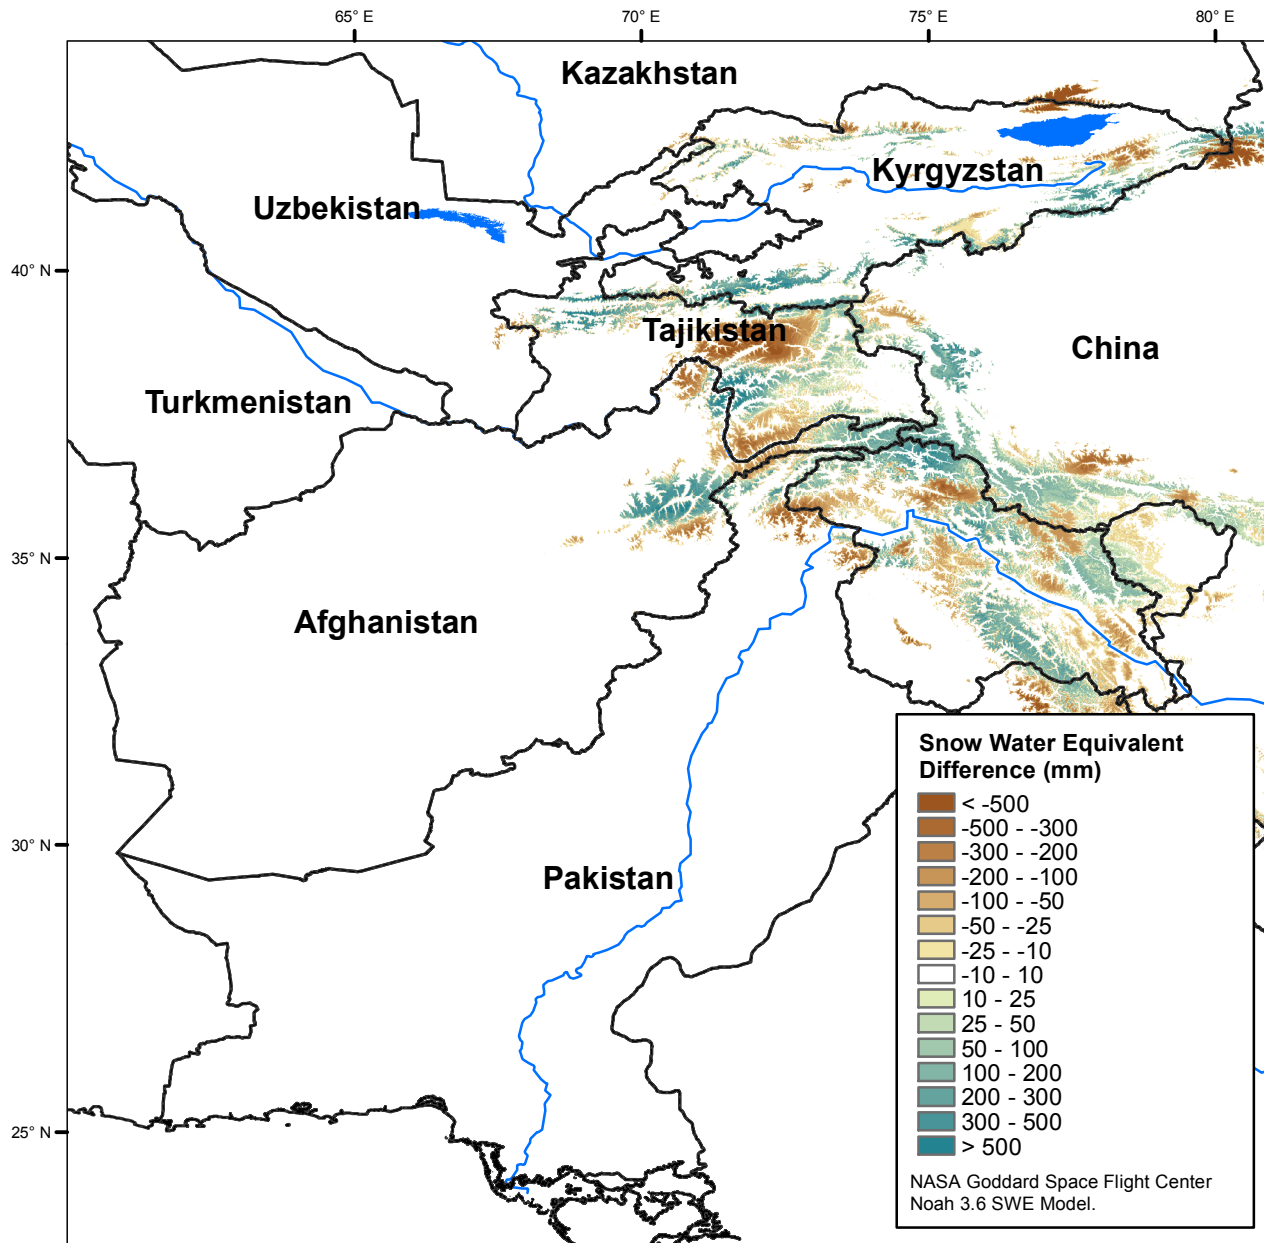 65° E
70° E
75° E
80° E
Kazakhstan
Kyrgyzstan
Uzbekistan
40° N
Tajikistan
China
Turkmenistan
35° N
Afghanistan
30° N
Pakistan
25° N
Snow Water Equivalent
Difference (mm)
< -500
-500 - -300
-300 - -200
-200 - -100
-100 - -50
-50 - -25
-25 - -10
-10 - 10
10 - 25
25 - 50
50 - 100
100 - 200
200 - 300
300 - 500
> 500
NASA Goddard Space Flight Center
Noah 3.6 SWE Model.